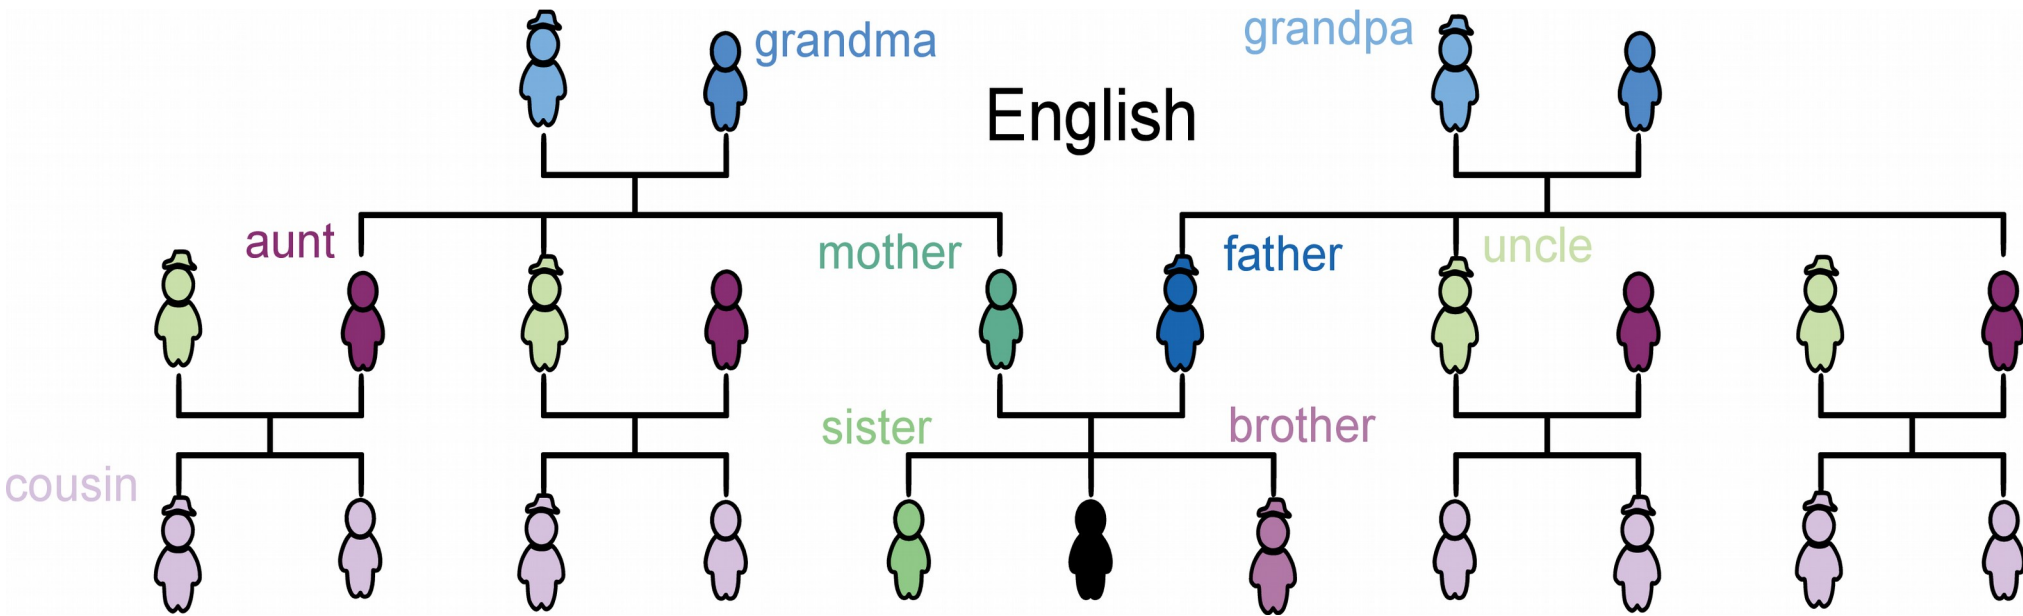 grandma
grandpa
English
aunt
mother
father
uncle
sister
brother
cousin